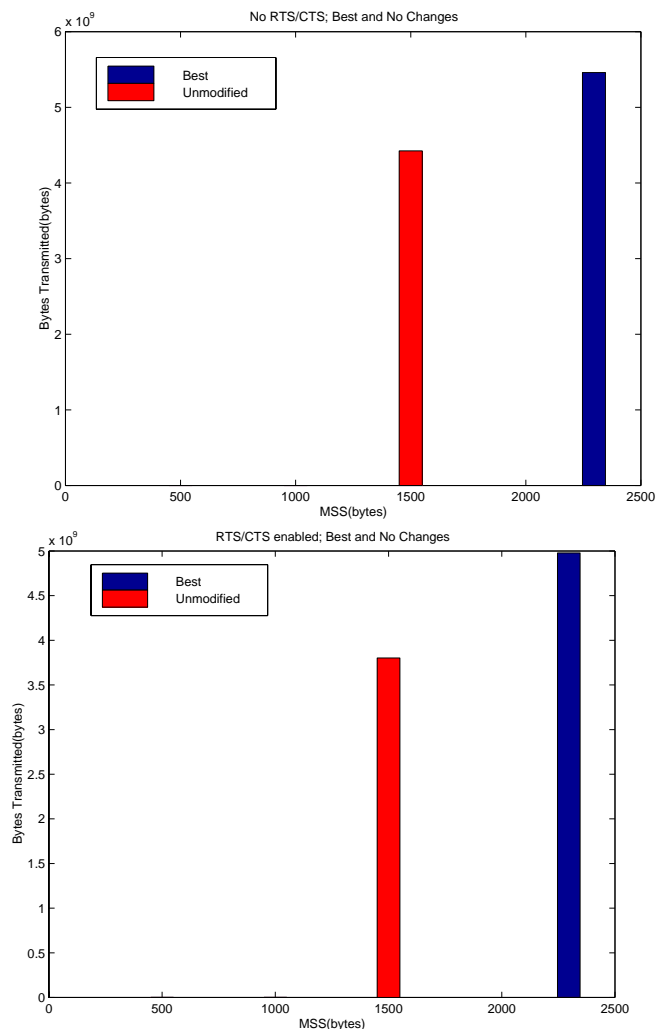 No RTS/CTS; Best and No Changes
x 10^9
6
5
4
3
2
1
0
Bytes Transmitted(bytes)
Best
Unmodified
0 500 1000 1500 2000 2500
MSS(bytes)
RTS/CTS enabled; Best and No Changes
x 10^9
5
4.5
4
3.5
3
2.5
2
1.5
1
0.5
0
Bytes Transmitted(bytes)
Best
Unmodified
0 500 1000 1500 2000 2500
MSS(bytes)